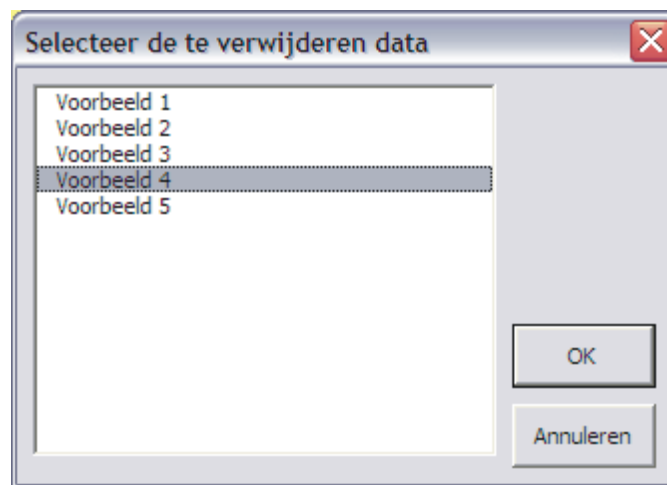 Selecteer de te verwijderen data
Voorbeeld 1
Voorbeeld 2
Voorbeeld 3
Voorbeeld 4
Voorbeeld 5
OK
Annuleren